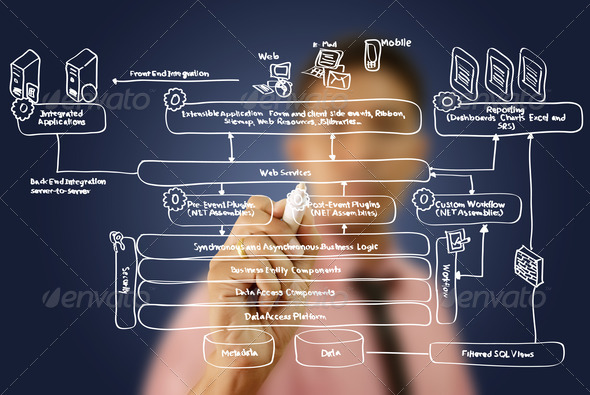 Web
E-Mail
Mobile
Front End Integration
Integrated
Applications
Extensible Application Form and client side events, Ribbon,
Sitemap, Web Resources, JSlibraries...
Reporting
(Dashboards Charts Excel and
SRS)
Web Services
Back End Integration
server-to-server
Pre-Event Plugins
(.NET Assemblies)
Post-Event Plugins
(.NET Assemblies)
Custom Workflow
(.NET Assemblies)
Synchronous and Asynchronous Business Logic
Security
Workflow
Business Entity Components
Data Access Components
Data Access Platform
Metadata
Data
Filtered SQL Views
envato
envato
envato
envato
envato
envato